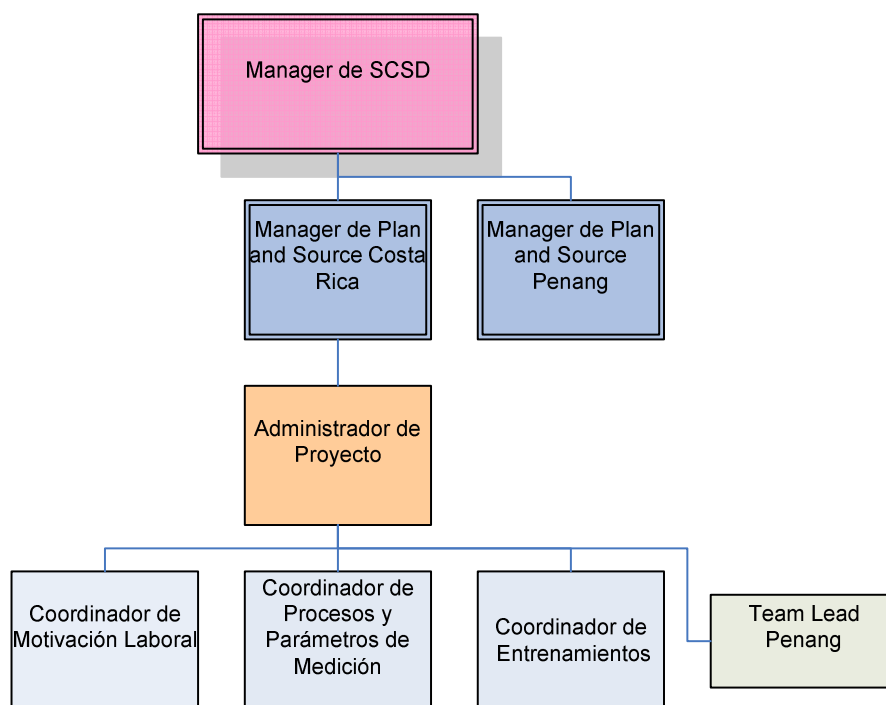 Manager de SCSD
Manager de Plan
and Source Costa
Rica
Manager de Plan
and Source
Penang
Administrador de
Proyecto
Coordinador de
Motivación Laboral
Coordinador de
Procesos y
Parámetros de
Medición
Coordinador de
Entrenamientos
Team Lead
Penang